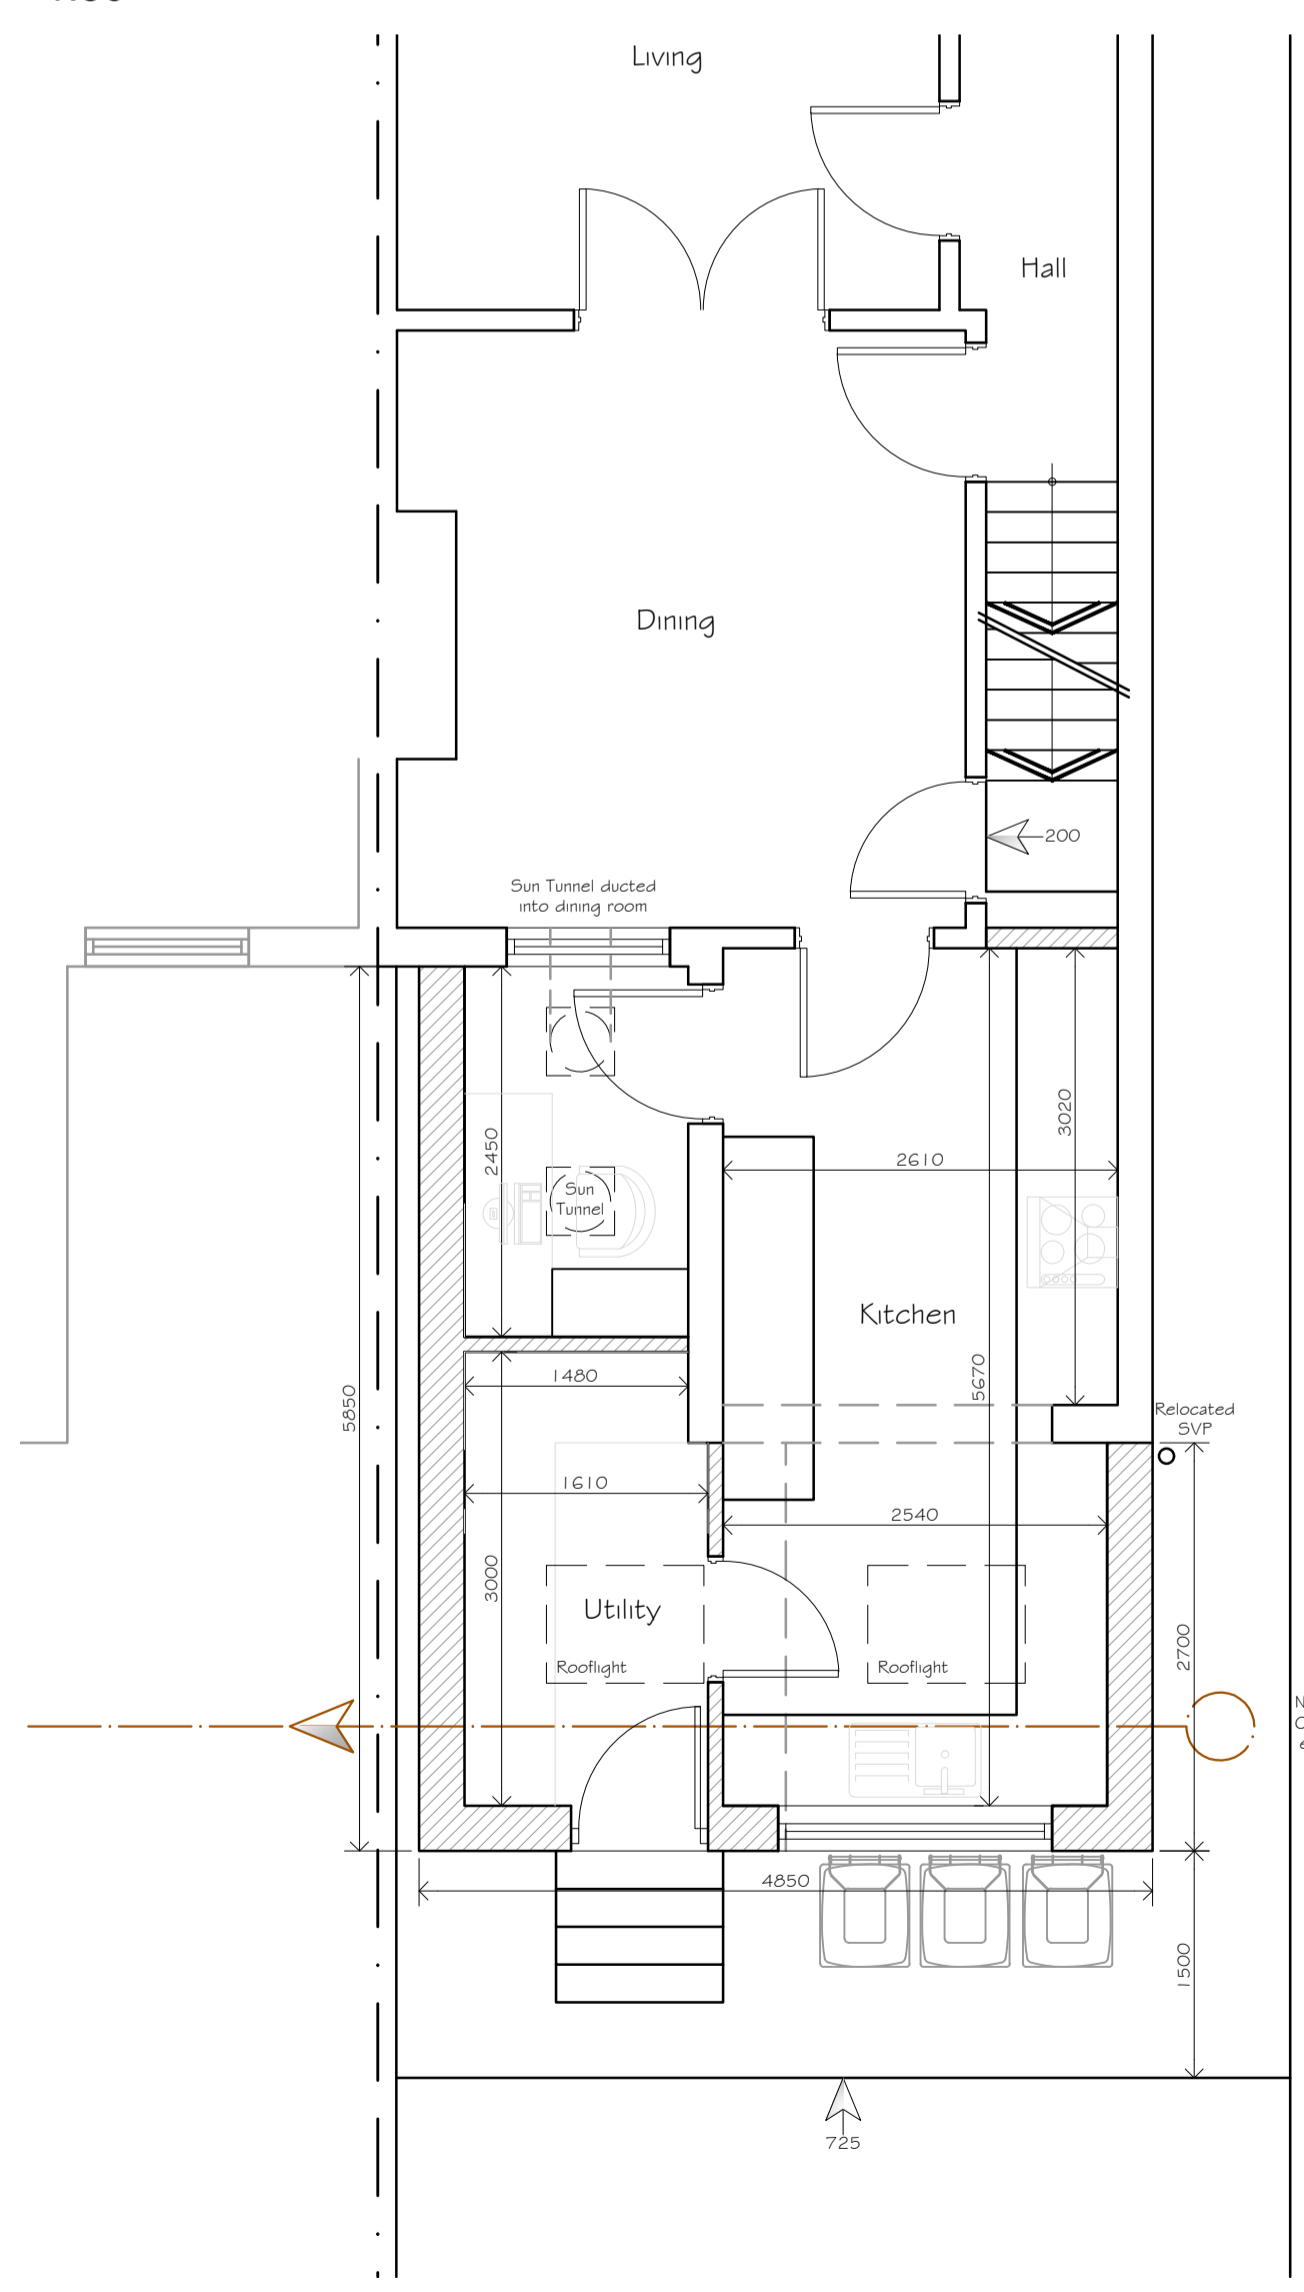 Living
Hall
Dining
200
Sun Tunnel ducted
into dining room
3020
2450
2610
Sun
Tunnel
Kitchen
5670
1480
5850
Relocated
SVP
1610
2540
3000
Utility
2700
Rooflight
Rooflight
4850
1500
725